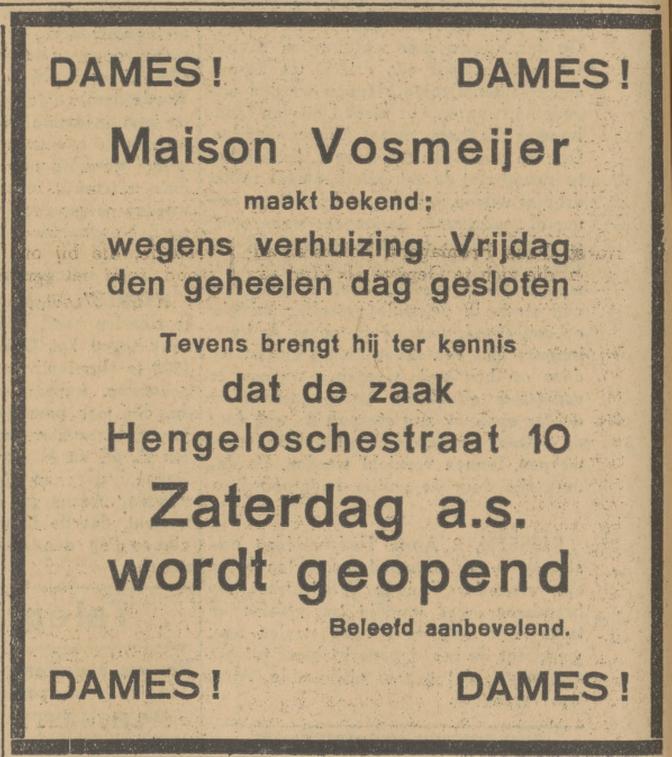 DAMES! DAMES!
Maison Vosmeijer
maakt bekend:
wegens verhuizing Vrijdag
den geheelen dag gesloten
Tevens brengt hij ter kennis
dat de zaak
Hengeloschestraat 10
Zaterdag a.s.
wordt geopend
Beleefd aanbevelend.
DAMES! DAMES!